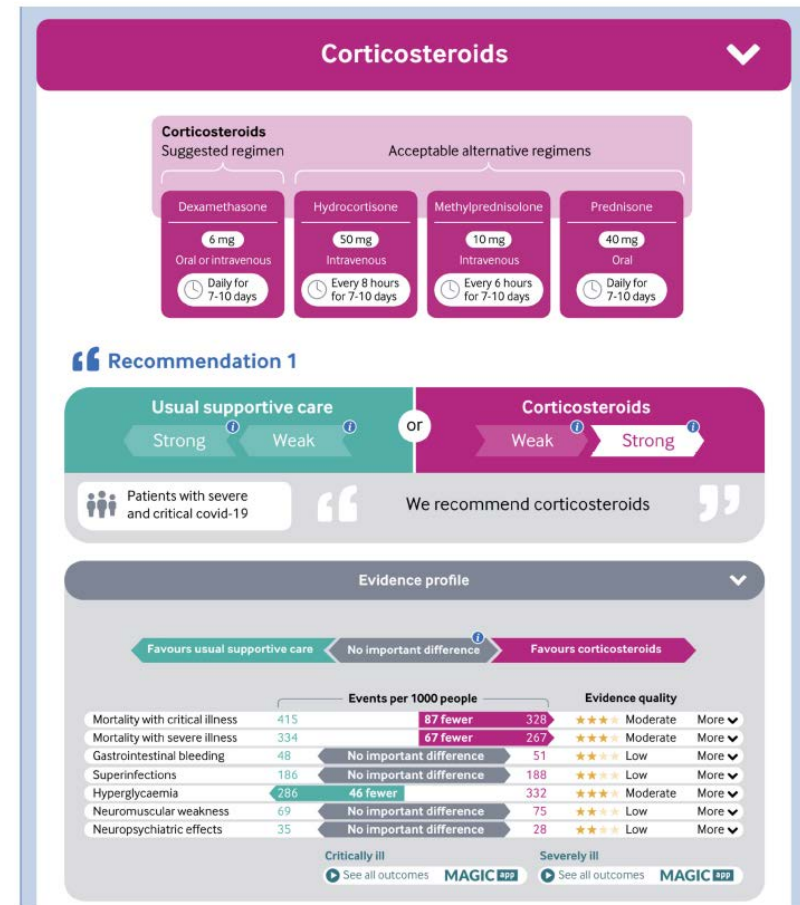 Corticosteroids
Corticosteroids
Suggested regimen
Acceptable alternative regimens
Dexamethasone
6 mg
Oral or intravenous
Daily for
7-10 days
Hydrocortisone
50 mg
Intravenous
Every 8 hours
for 7-10 days
Methylprednisolone
10 mg
Intravenous
Every 6 hours
for 7-10 days
Prednisone
40 mg
Oral
Daily for
7-10 days
Recommendation 1
Usual supportive care
Strong i Weak i
or
Corticosteroids
Weak i Strong i
Patients with severe
and critical covid-19
We recommend corticosteroids
Evidence profile
Favours usual supportive care No important difference i Favours corticosteroids
Events per 1000 people Evidence quality
Mortality with critical illness 415 87 fewer 328 Moderate More
Mortality with severe illness 334 67 fewer 267 Moderate More
Gastrointestinal bleeding 48 No important difference 51 Low More
Superinfections 186 No important difference 188 Low More
Hyperglycaemia 286 46 fewer 332 Moderate More
Neuromuscular weakness 69 No important difference 75 Low More
Neuropsychiatric effects 35 No important difference 28 Low More
Critically ill Severely ill
See all outcomes MAGIC app See all outcomes MAGIC app